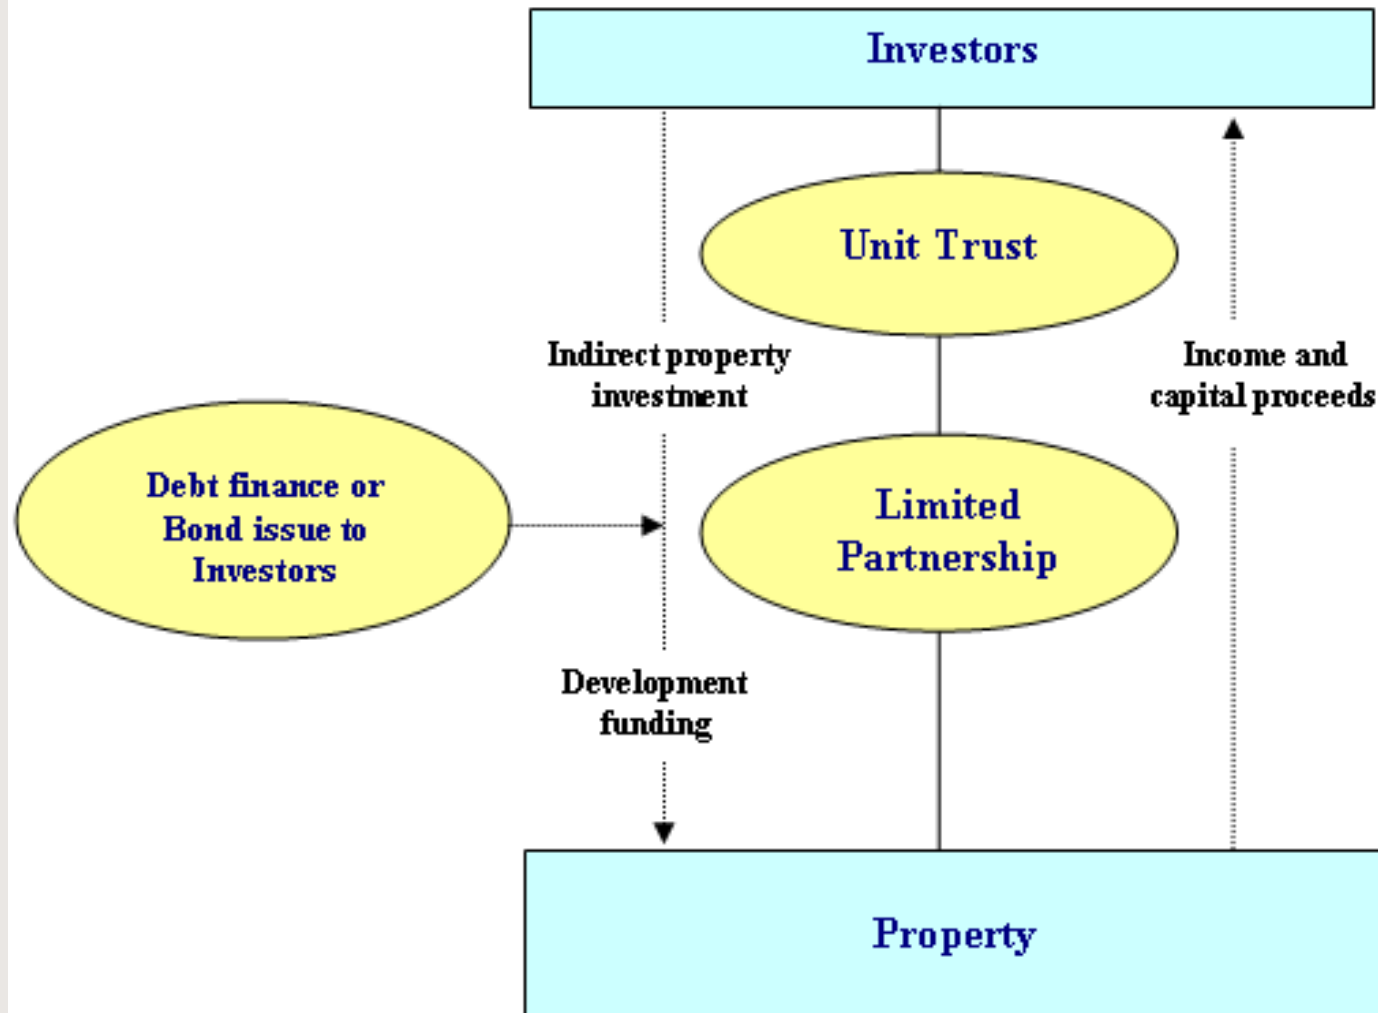 Investors
Unit Trust
Indirect property
investment
Income and
capital proceeds
Debt finance or
Bond issue to
Investors
Limited
Partnership
Development
funding
Property